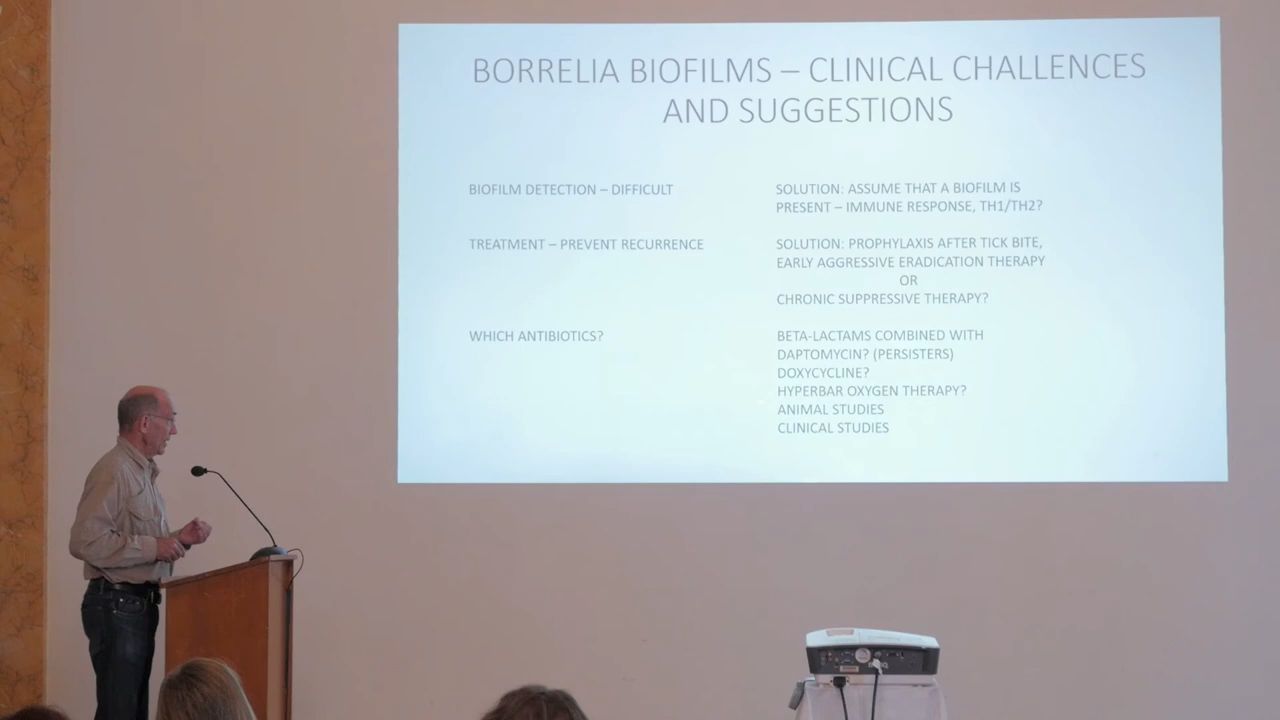 BORRELIA BIOFILMS – CLINICAL CHALLENCES
AND SUGGESTIONS
BIOFILM DETECTION – DIFFICULT
SOLUTION: ASSUME THAT A BIOFILM IS
PRESENT – IMMUNE RESPONSE, TH1/TH2?
TREATMENT – PREVENT RECURRENCE
SOLUTION: PROPHYLAXIS AFTER TICK BITE,
EARLY AGGRESSIVE ERADICATION THERAPY
OR
CHRONIC SUPPRESSIVE THERAPY?
WHICH ANTIBIOTICS?
BETA-LACTAMS COMBINED WITH
DAPTOMYCIN? (PERSISTERS)
DOXYCYCLINE?
HYPERBAR OXYGEN THERAPY?
ANIMAL STUDIES
CLINICAL STUDIES